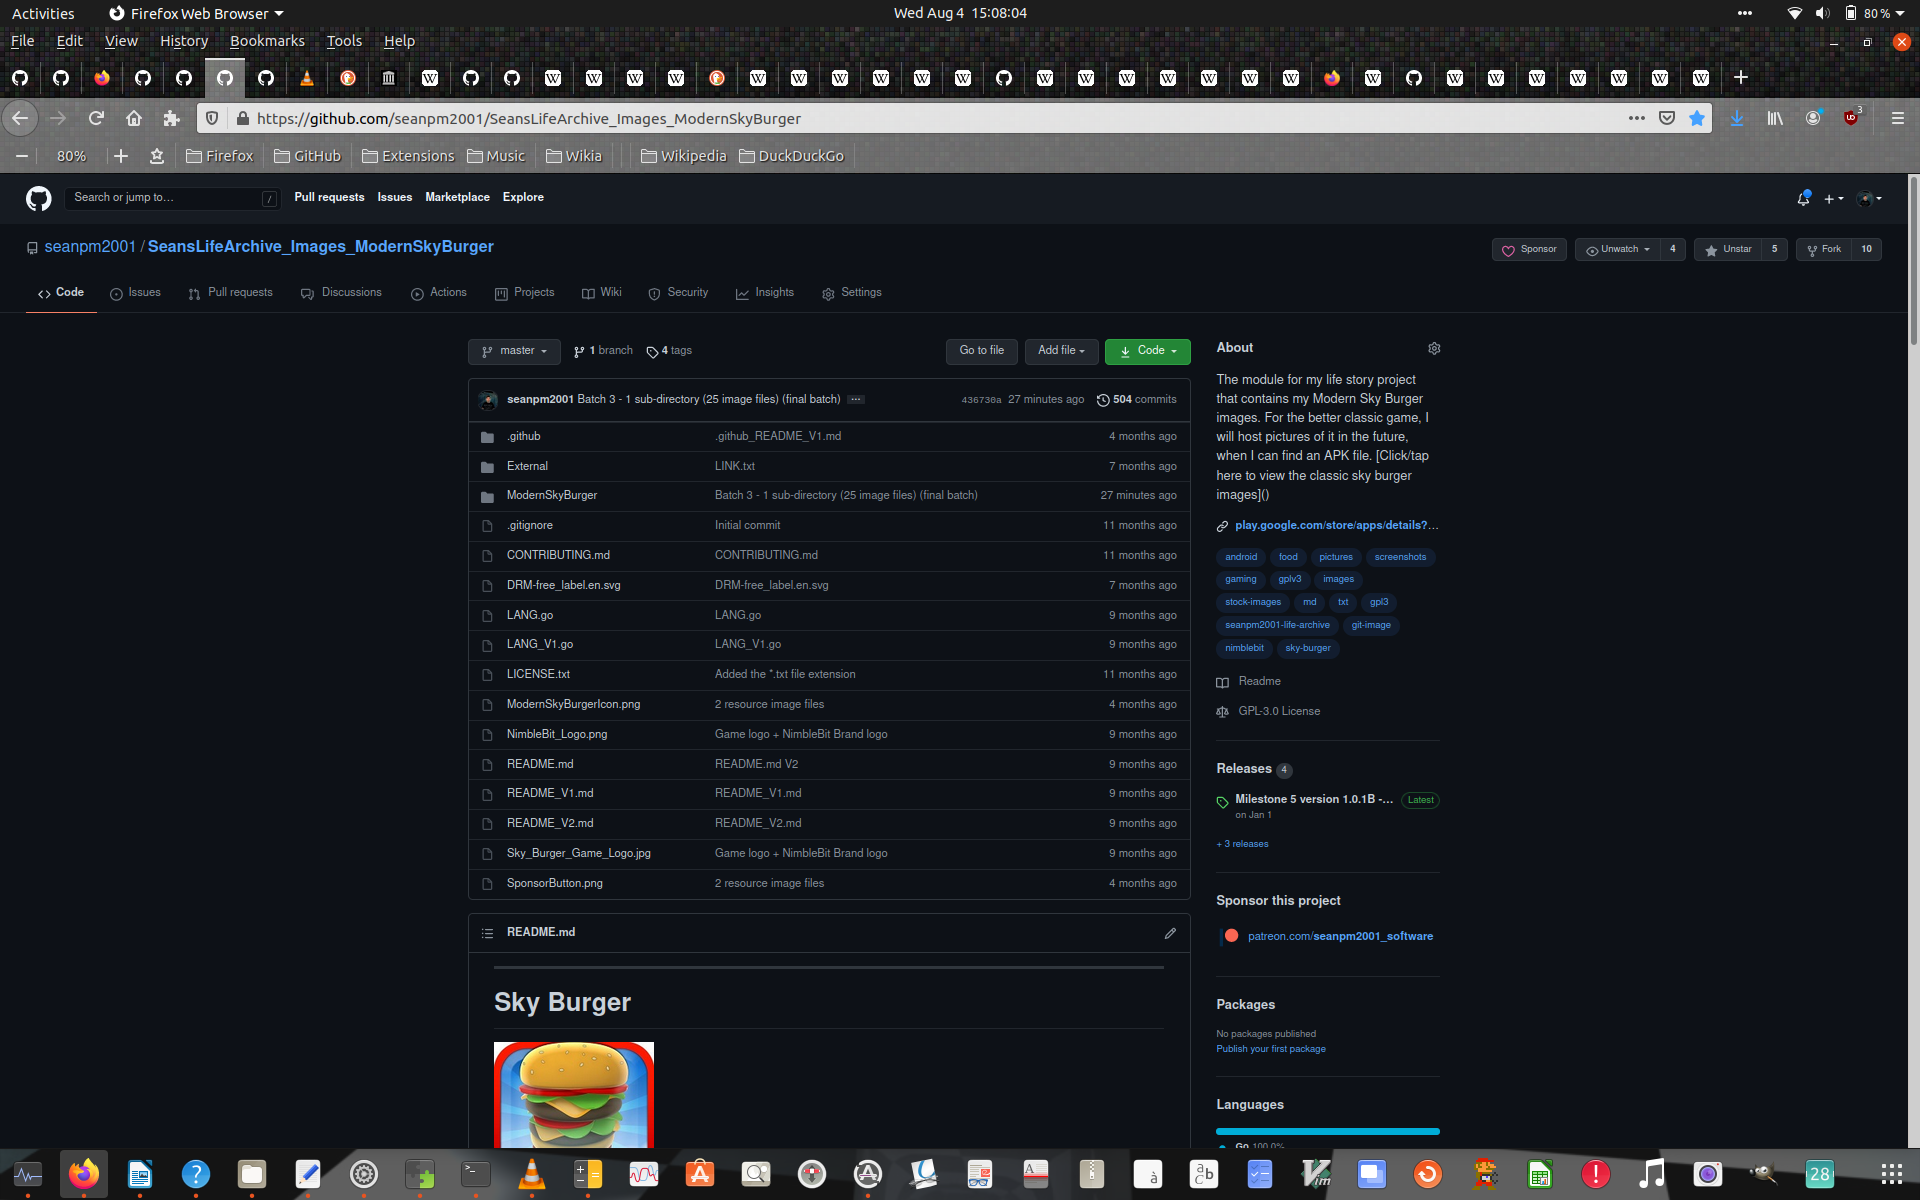 Activities Firefox Web Browser Wed Aug 4 15:08:04 80 %
File Edit View History Bookmarks Tools Help
https://github.com/seanpm2001/SeansLifeArchive_Images_ModernSkyBurger 3
80% Firefox GitHub Extensions Music Wikia Wikipedia DuckDuckGo
Search or jump to… / Pull requests Issues Marketplace Explore
seanpm2001 / SeansLifeArchive_Images_ModernSkyBurger Sponsor Unwatch 4 Unstar 5 Fork 10
Code Issues Pull requests Discussions Actions Projects Wiki Security Insights Settings
master 1 branch 4 tags Go to file Add file Code
seanpm2001 Batch 3 - 1 sub-directory (25 image files) (final batch) ... 436730a 27 minutes ago 504 commits
.github .github_README_V1.md 4 months ago
External LINK.txt 7 months ago
ModernSkyBurger Batch 3 - 1 sub-directory (25 image files) (final batch) 27 minutes ago
.gitignore Initial commit 11 months ago
CONTRIBUTING.md CONTRIBUTING.md 11 months ago
DRM-free_label.en.svg DRM-free_label.en.svg 7 months ago
LANG.go LANG.go 9 months ago
LANG_V1.go LANG_V1.go 9 months ago
LICENSE.txt Added the *.txt file extension 11 months ago
ModernSkyBurgerIcon.png 2 resource image files 4 months ago
NimbleBit_Logo.png Game logo + NimbleBit Brand logo 9 months ago
README.md README.md V2 9 months ago
README_V1.md README_V1.md 9 months ago
README_V2.md README_V2.md 9 months ago
Sky_Burger_Game_Logo.jpg Game logo + NimbleBit Brand logo 9 months ago
SponsorButton.png 2 resource image files 4 months ago
README.md
Sky Burger
About
The module for my life story project
that contains my Modern Sky Burger
images. For the better classic game, I
will host pictures of it in the future,
when I can find an APK file. [Click/tap
here to view the classic sky burger
images]()
play.google.com/store/apps/details?…
android food pictures screenshots
gaming gplv3 images
stock-images md txt gpl3
seanpm2001-life-archive git-image
nimblebit sky-burger
Readme
GPL-3.0 License
Releases 4
Milestone 5 version 1.0.1B -… Latest
on Jan 1
+ 3 releases
Sponsor this project
patreon.com/seanpm2001_software
Packages
No packages published
Publish your first package
Languages
Go 100.0%
28